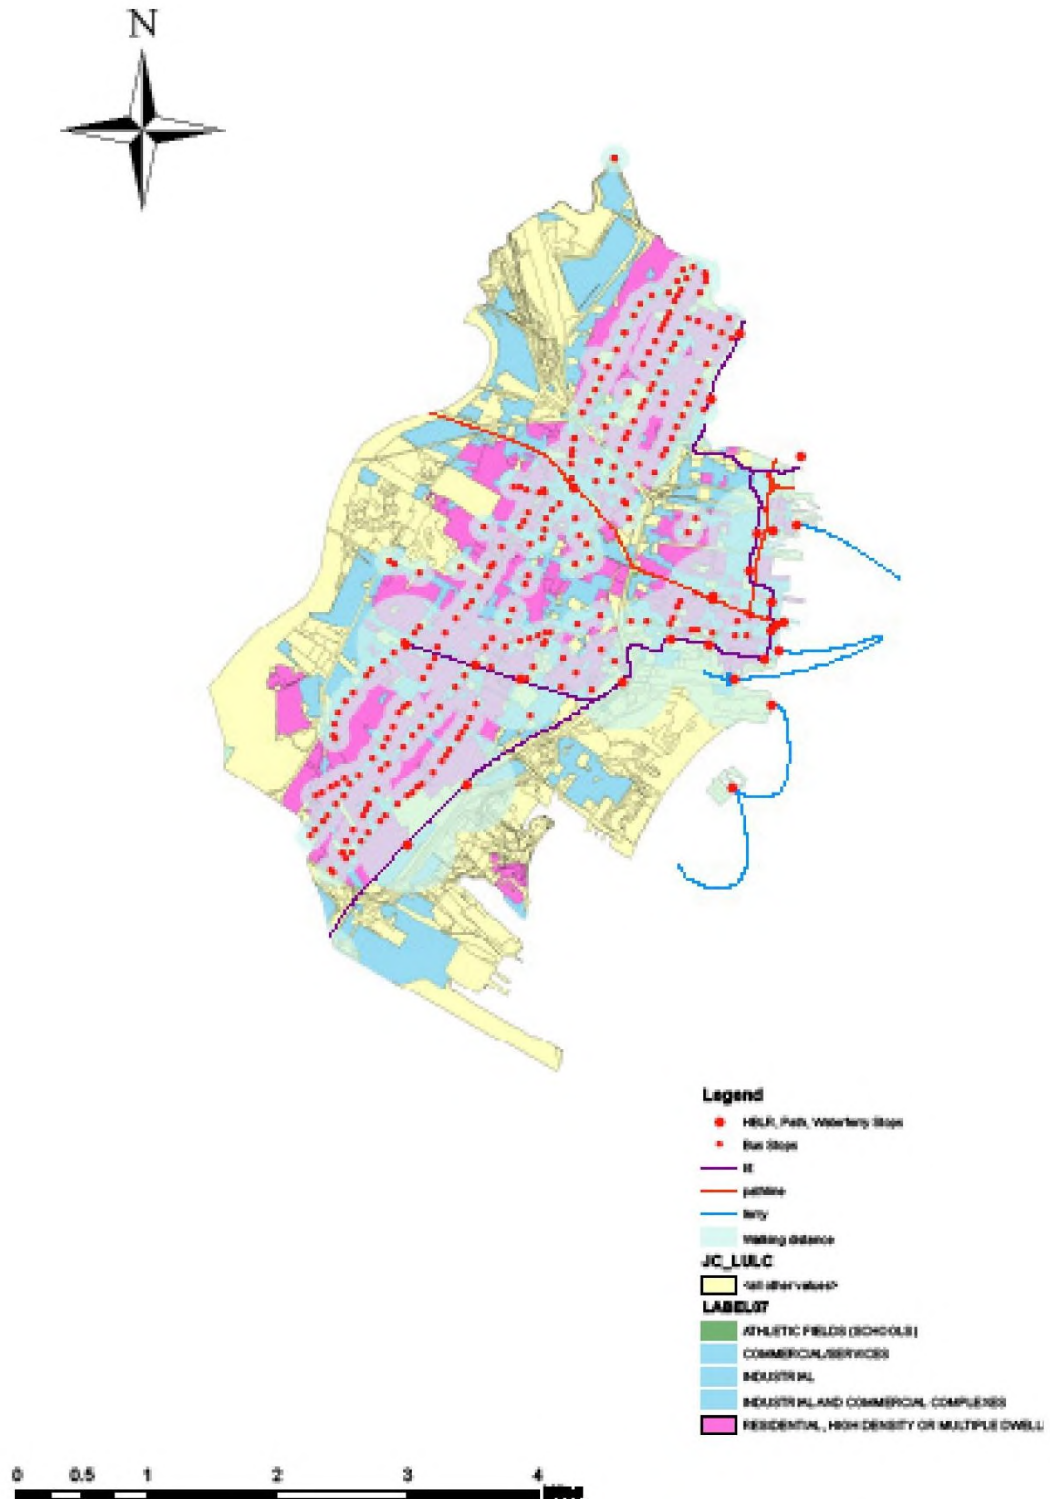 N
Legend
HBLR, Path, Waterferry Stops
Bus Stops
lrt
pathline
ferry
Walking distance
JC_LULC
<all other values>
LABEL07
ATHLETIC FIELDS (SCHOOLS)
COMMERCIAL/SERVICES
INDUSTRIAL
INDUSTRIAL AND COMMERCIAL COMPLEXES
RESIDENTIAL, HIGH DENSITY OR MULTIPLE DWELLI
0 0.5 1 2 3 4